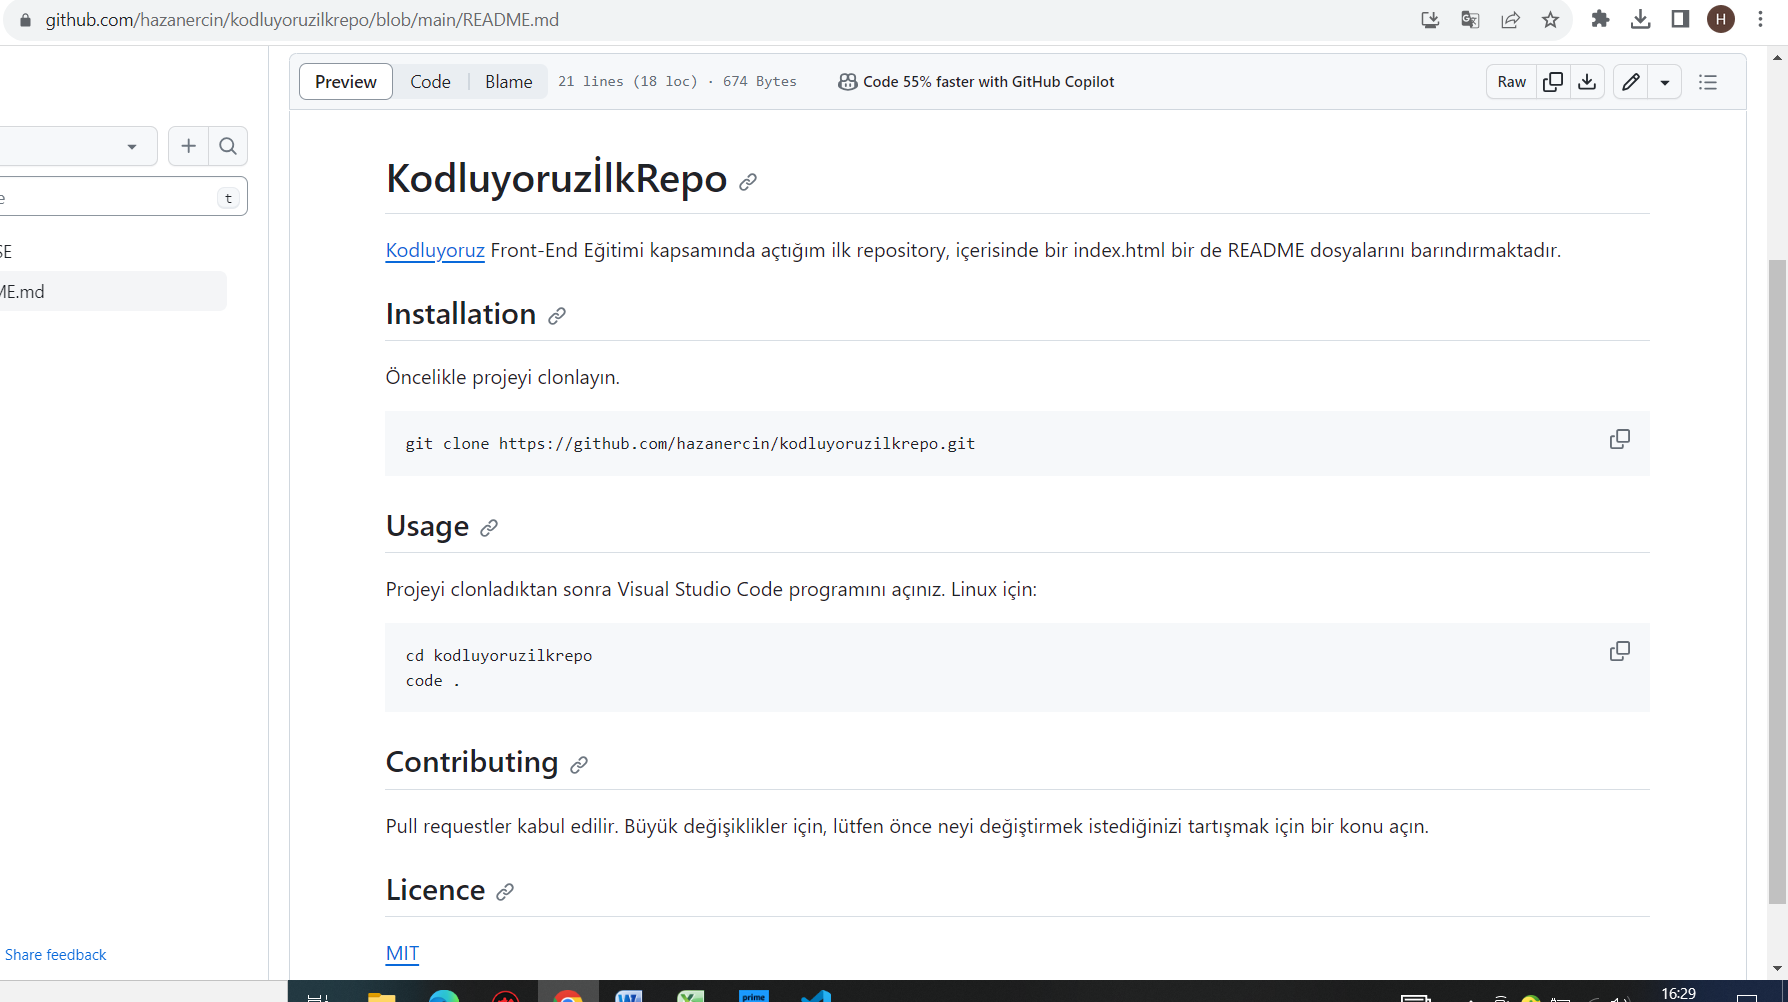 github.com/hazanercin/kodluyoruzilkrepo/blob/main/README.md
H
Preview
Code
Blame
21 lines (18 loc) · 674 Bytes
Code 55% faster with GitHub Copilot
Raw
t
ME.md
KodluyoruzİlkRepo
Kodluyoruz Front-End Eğitimi kapsamında açtığım ilk repository, içerisinde bir index.html bir de README dosyalarını barındırmaktadır.
Installation
Öncelikle projeyi clonlayın.
git clone https://github.com/hazanercin/kodluyoruzilkrepo.git
Usage
Projeyi clonladıktan sonra Visual Studio Code programını açınız. Linux için:
cd kodluyoruzilkrepo
code .
Contributing
Pull requestler kabul edilir. Büyük değişiklikler için, lütfen önce neyi değiştirmek istediğinizi tartışmak için bir konu açın.
Licence
MIT
Share feedback
prime
16:29